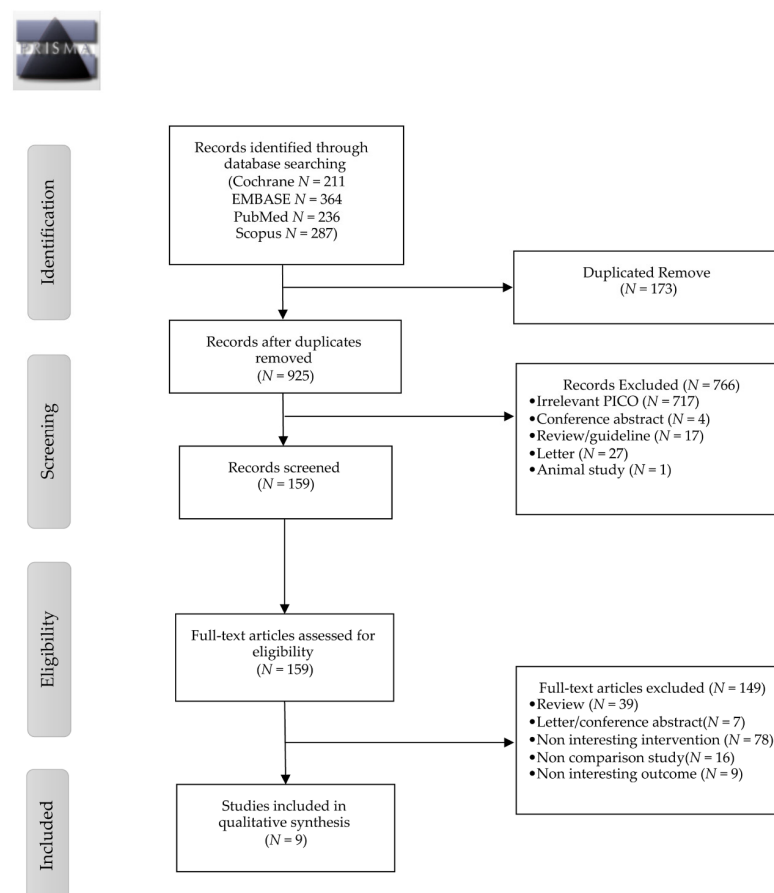 PRISMA
Identification
Records identified through
database searching
(Cochrane N = 211
EMBASE N = 364
PubMed N = 236
Scopus N = 287)
Duplicated Remove
(N = 173)
Records after duplicates
removed
(N = 925)
Screening
Records Excluded (N = 766)
•Irrelevant PICO (N = 717)
•Conference abstract (N = 4)
•Review/guideline (N = 17)
•Letter (N = 27)
•Animal study (N = 1)
Records screened
(N = 159)
Eligibility
Full-text articles assessed for
eligibility
(N = 159)
Full-text articles excluded (N = 149)
•Review (N = 39)
•Letter/conference abstract(N = 7)
•Non interesting intervention (N = 78)
•Non comparison study(N = 16)
•Non interesting outcome (N = 9)
Included
Studies included in
qualitative synthesis
(N = 9)